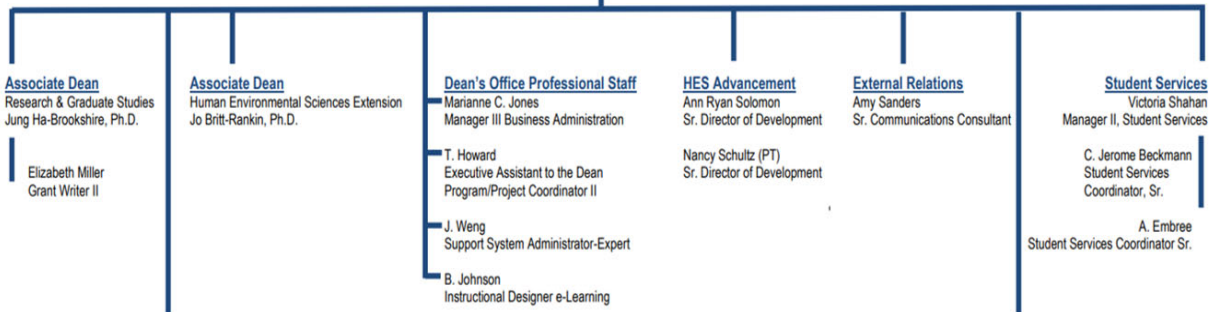 Associate Dean
Research & Graduate Studies
Jung Ha-Brookshire, Ph.D.
Elizabeth Miller
Grant Writer II
Associate Dean
Human Environmental Sciences Extension
Jo Britt-Rankin, Ph.D.
Dean's Office Professional Staff
Marianne C. Jones
Manager III Business Administration
T. Howard
Executive Assistant to the Dean
Program/Project Coordinator II
J. Weng
Support System Administrator-Expert
B. Johnson
Instructional Designer e-Learning
HES Advancement
Ann Ryan Solomon
Sr. Director of Development
Nancy Schultz (PT)
Sr. Director of Development
External Relations
Amy Sanders
Sr. Communications Consultant
Student Services
Victoria Shahan
Manager II, Student Services
C. Jerome Beckmann
Student Services
Coordinator, Sr.
A. Embree
Student Services Coordinator Sr.